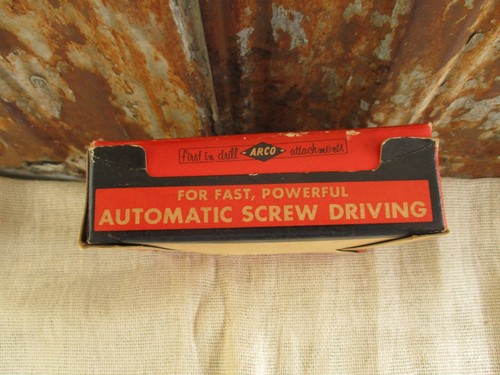 First in drill ARCO attachments
FOR FAST, POWERFUL
AUTOMATIC SCREW DRIVING